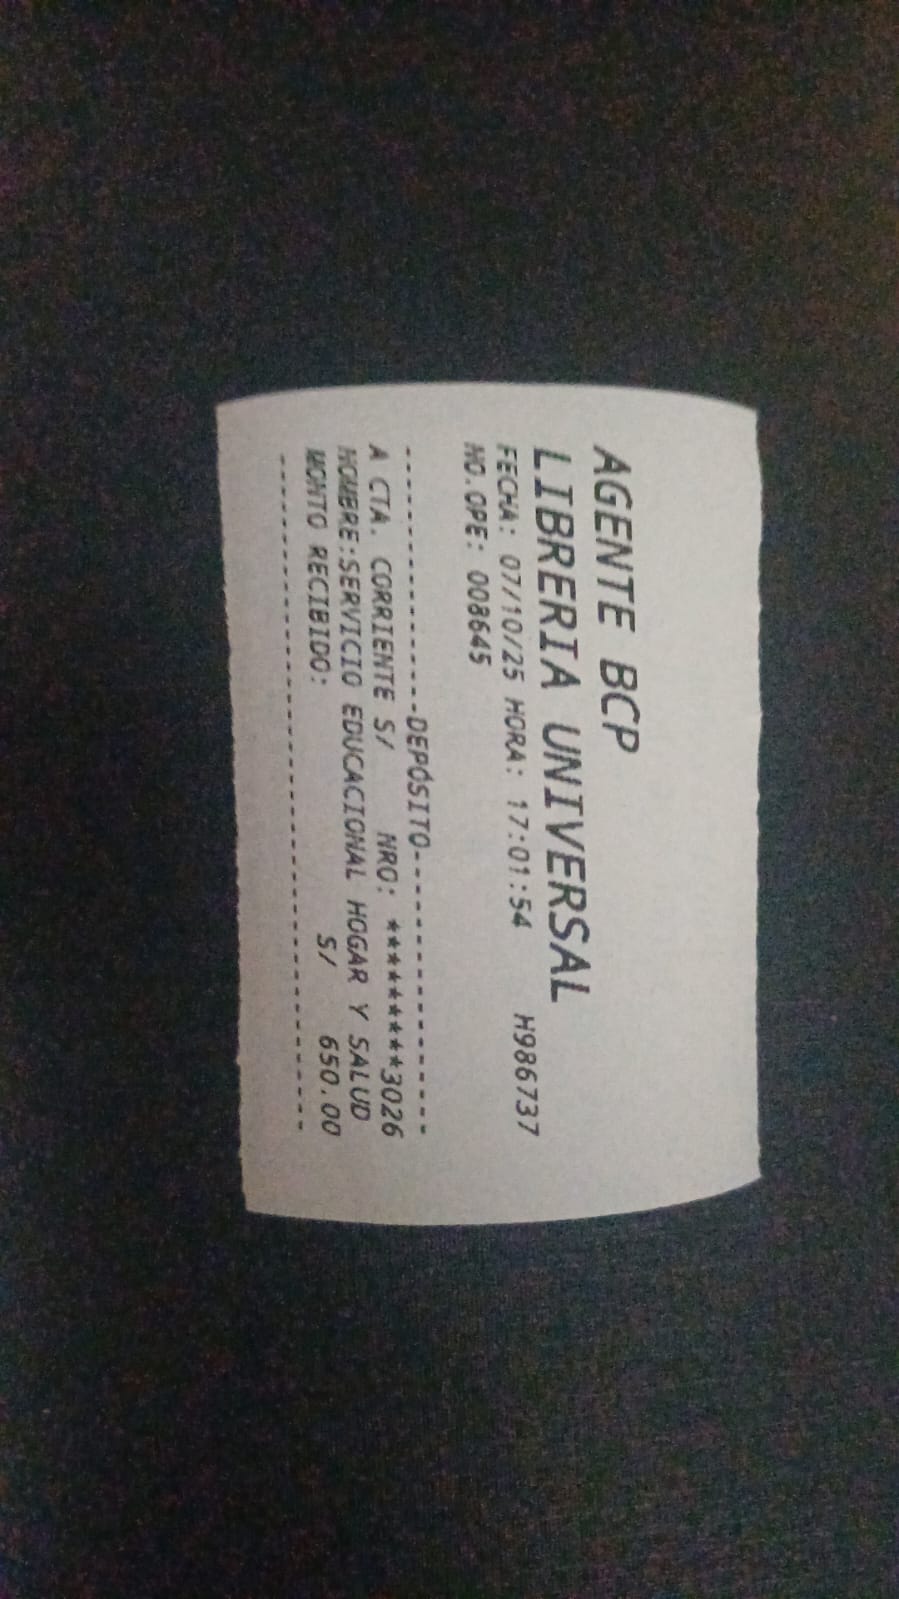 AGENTE BCP
LIBRERIA UNIVERSAL
FECHA: 07/10/25 HORA: 17:01:54 H986737
NO.OPE: 008645
--------------------DEPÓSITO--------------------
A CTA. CORRIENTE S/ NRO: *********3026
NOMBRE:SERVICIO EDUCACIONAL HOGAR Y SALUD
MONTO RECIBIDO: S/ 650.00
------------------------------------------------